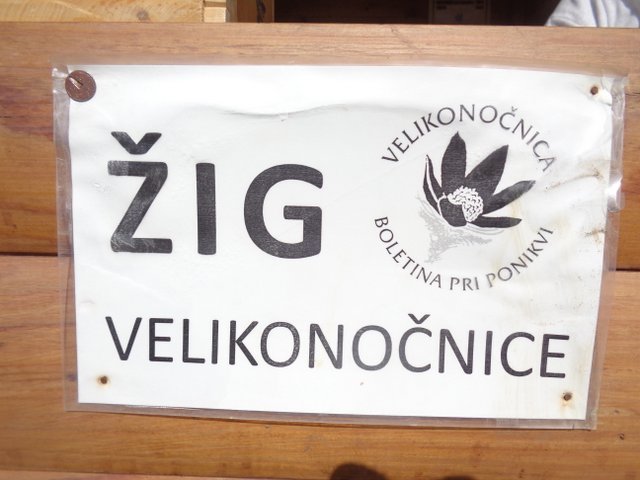 ŽIG
VELIKONOČNICA
BOLETINA PRI PONIKVI
VELIKONOČNICE